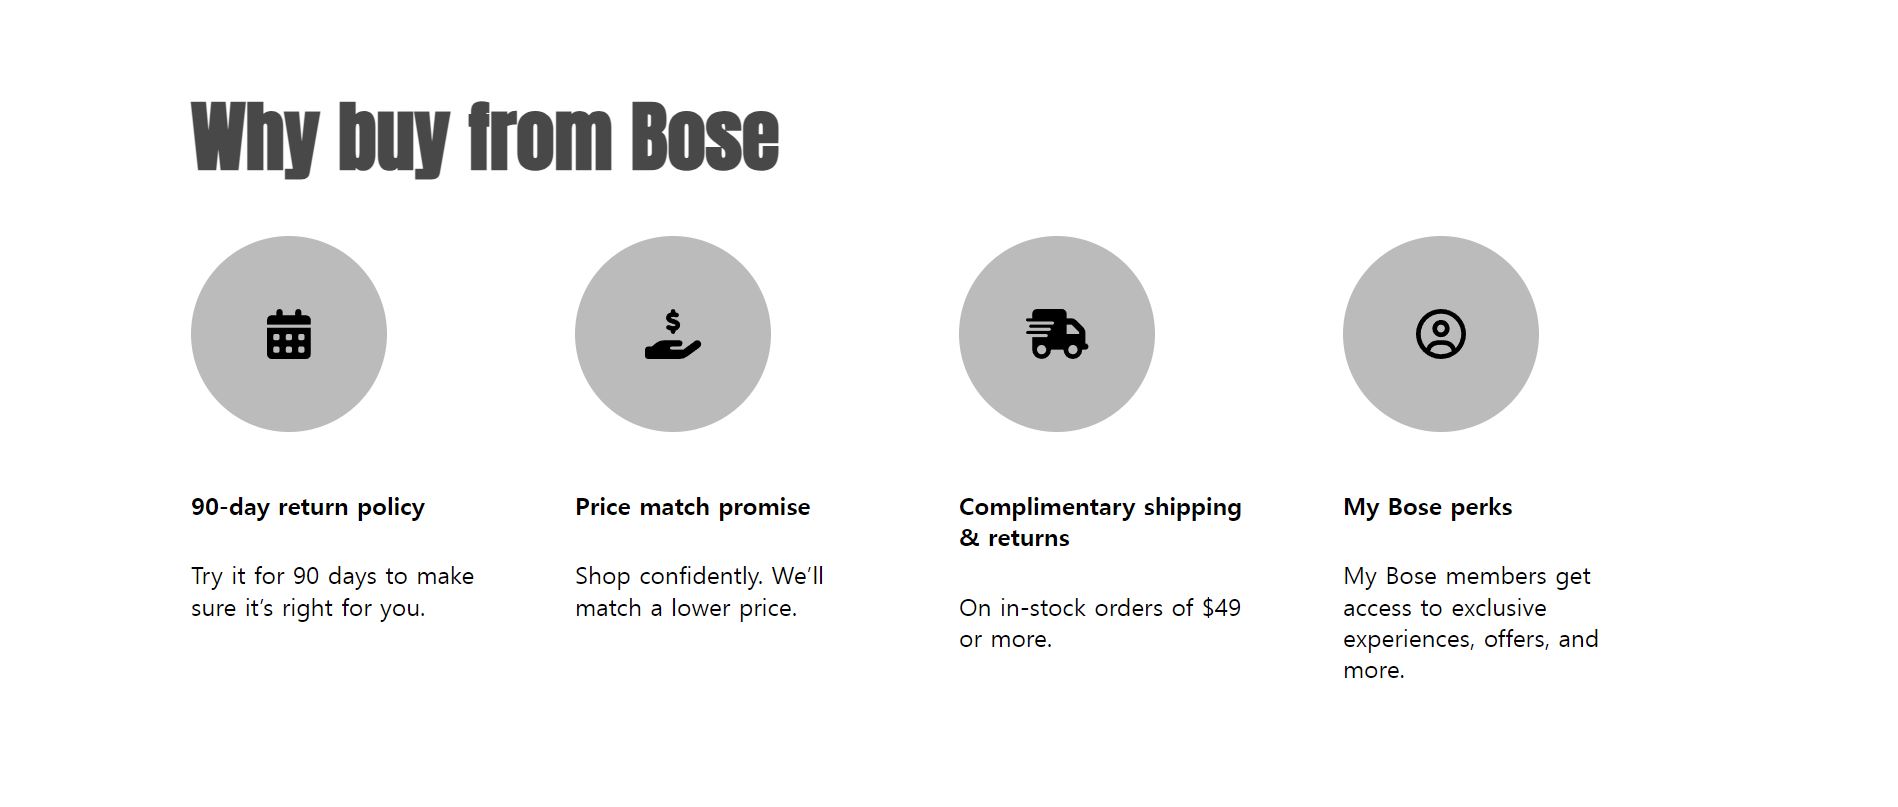 Why buy from Bose
$
90-day return policy
Try it for 90 days to make
sure it’s right for you.
Price match promise
Shop confidently. We’ll
match a lower price.
Complimentary shipping
& returns
On in-stock orders of $49
or more.
My Bose perks
My Bose members get
access to exclusive
experiences, offers, and
more.